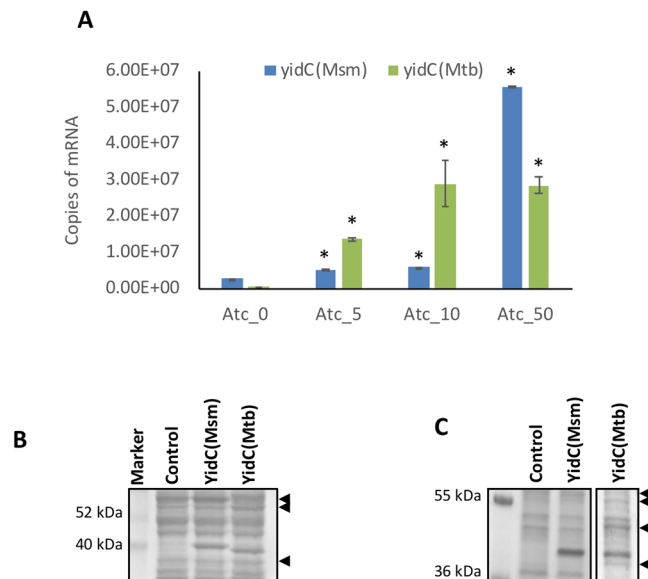 A
yidC(Msm) yidC(Mtb)
6.00E+07
5.00E+07
4.00E+07
3.00E+07
2.00E+07
1.00E+07
0.00E+00
Copies of mRNA
* * * * * *
Atc_0 Atc_5 Atc_10 Atc_50
B
Marker Control YidC(Msm) YidC(Mtb)
52 kDa
40 kDa
C
Control YidC(Msm) YidC(Mtb)
55 kDa
36 kDa